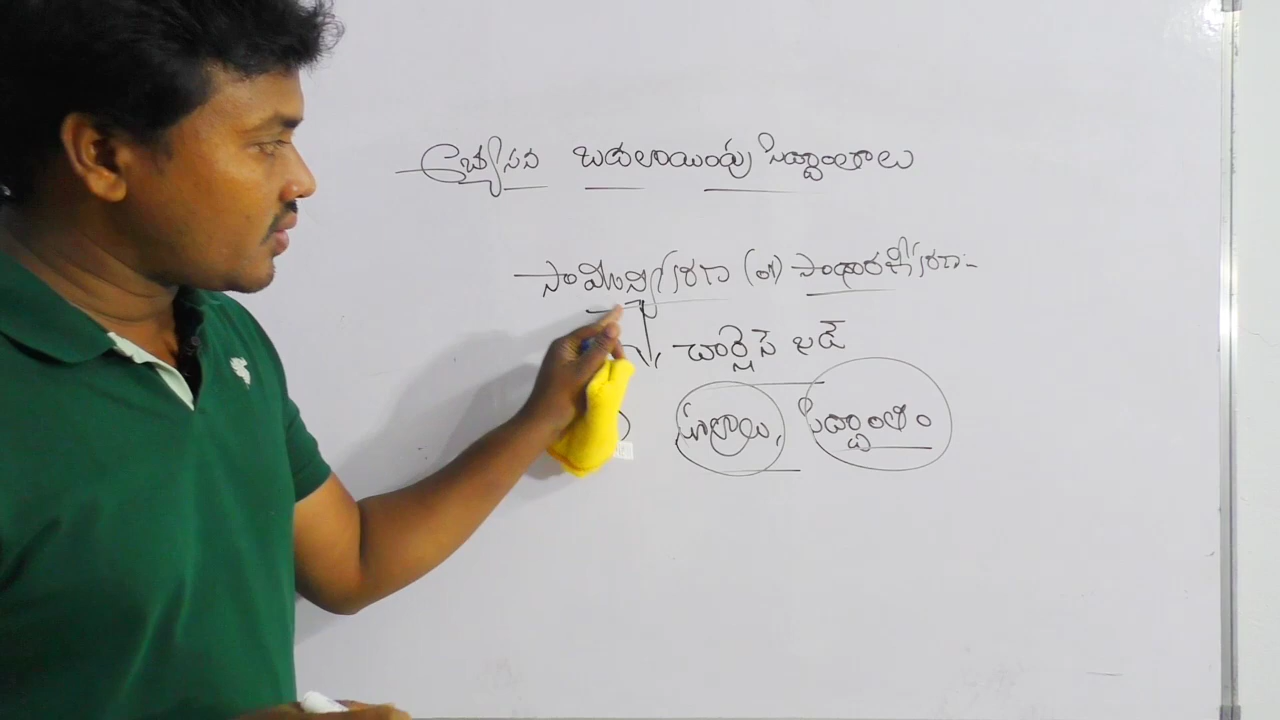 అభ్యసన బదలాయింపు సిద్ధాంతాలు
సామాన్యీకరణ (లే) సాధారణీకరణ:-
చార్లెస్ జడ్
సూత్రాలు, సిద్ధాంతం